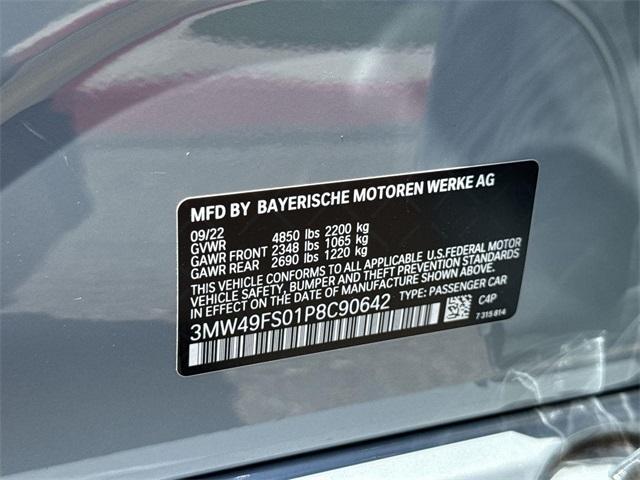 MFD BY BAYERISCHE MOTOREN WERKE AG
09/22
GVWR 4850 lbs 2200 kg
GAWR FRONT 2348 lbs 1065 kg
GAWR REAR 2690 lbs 1220 kg
THIS VEHICLE CONFORMS TO ALL APPLICABLE U.S.FEDERAL MOTOR
VEHICLE SAFETY, BUMPER, AND THEFT PREVENTION STANDARDS
IN EFFECT ON THE DATE OF MANUFACTURE SHOWN ABOVE.
3MW49FS01P8C90642 TYPE: PASSENGER CAR
C4P
7 315 814